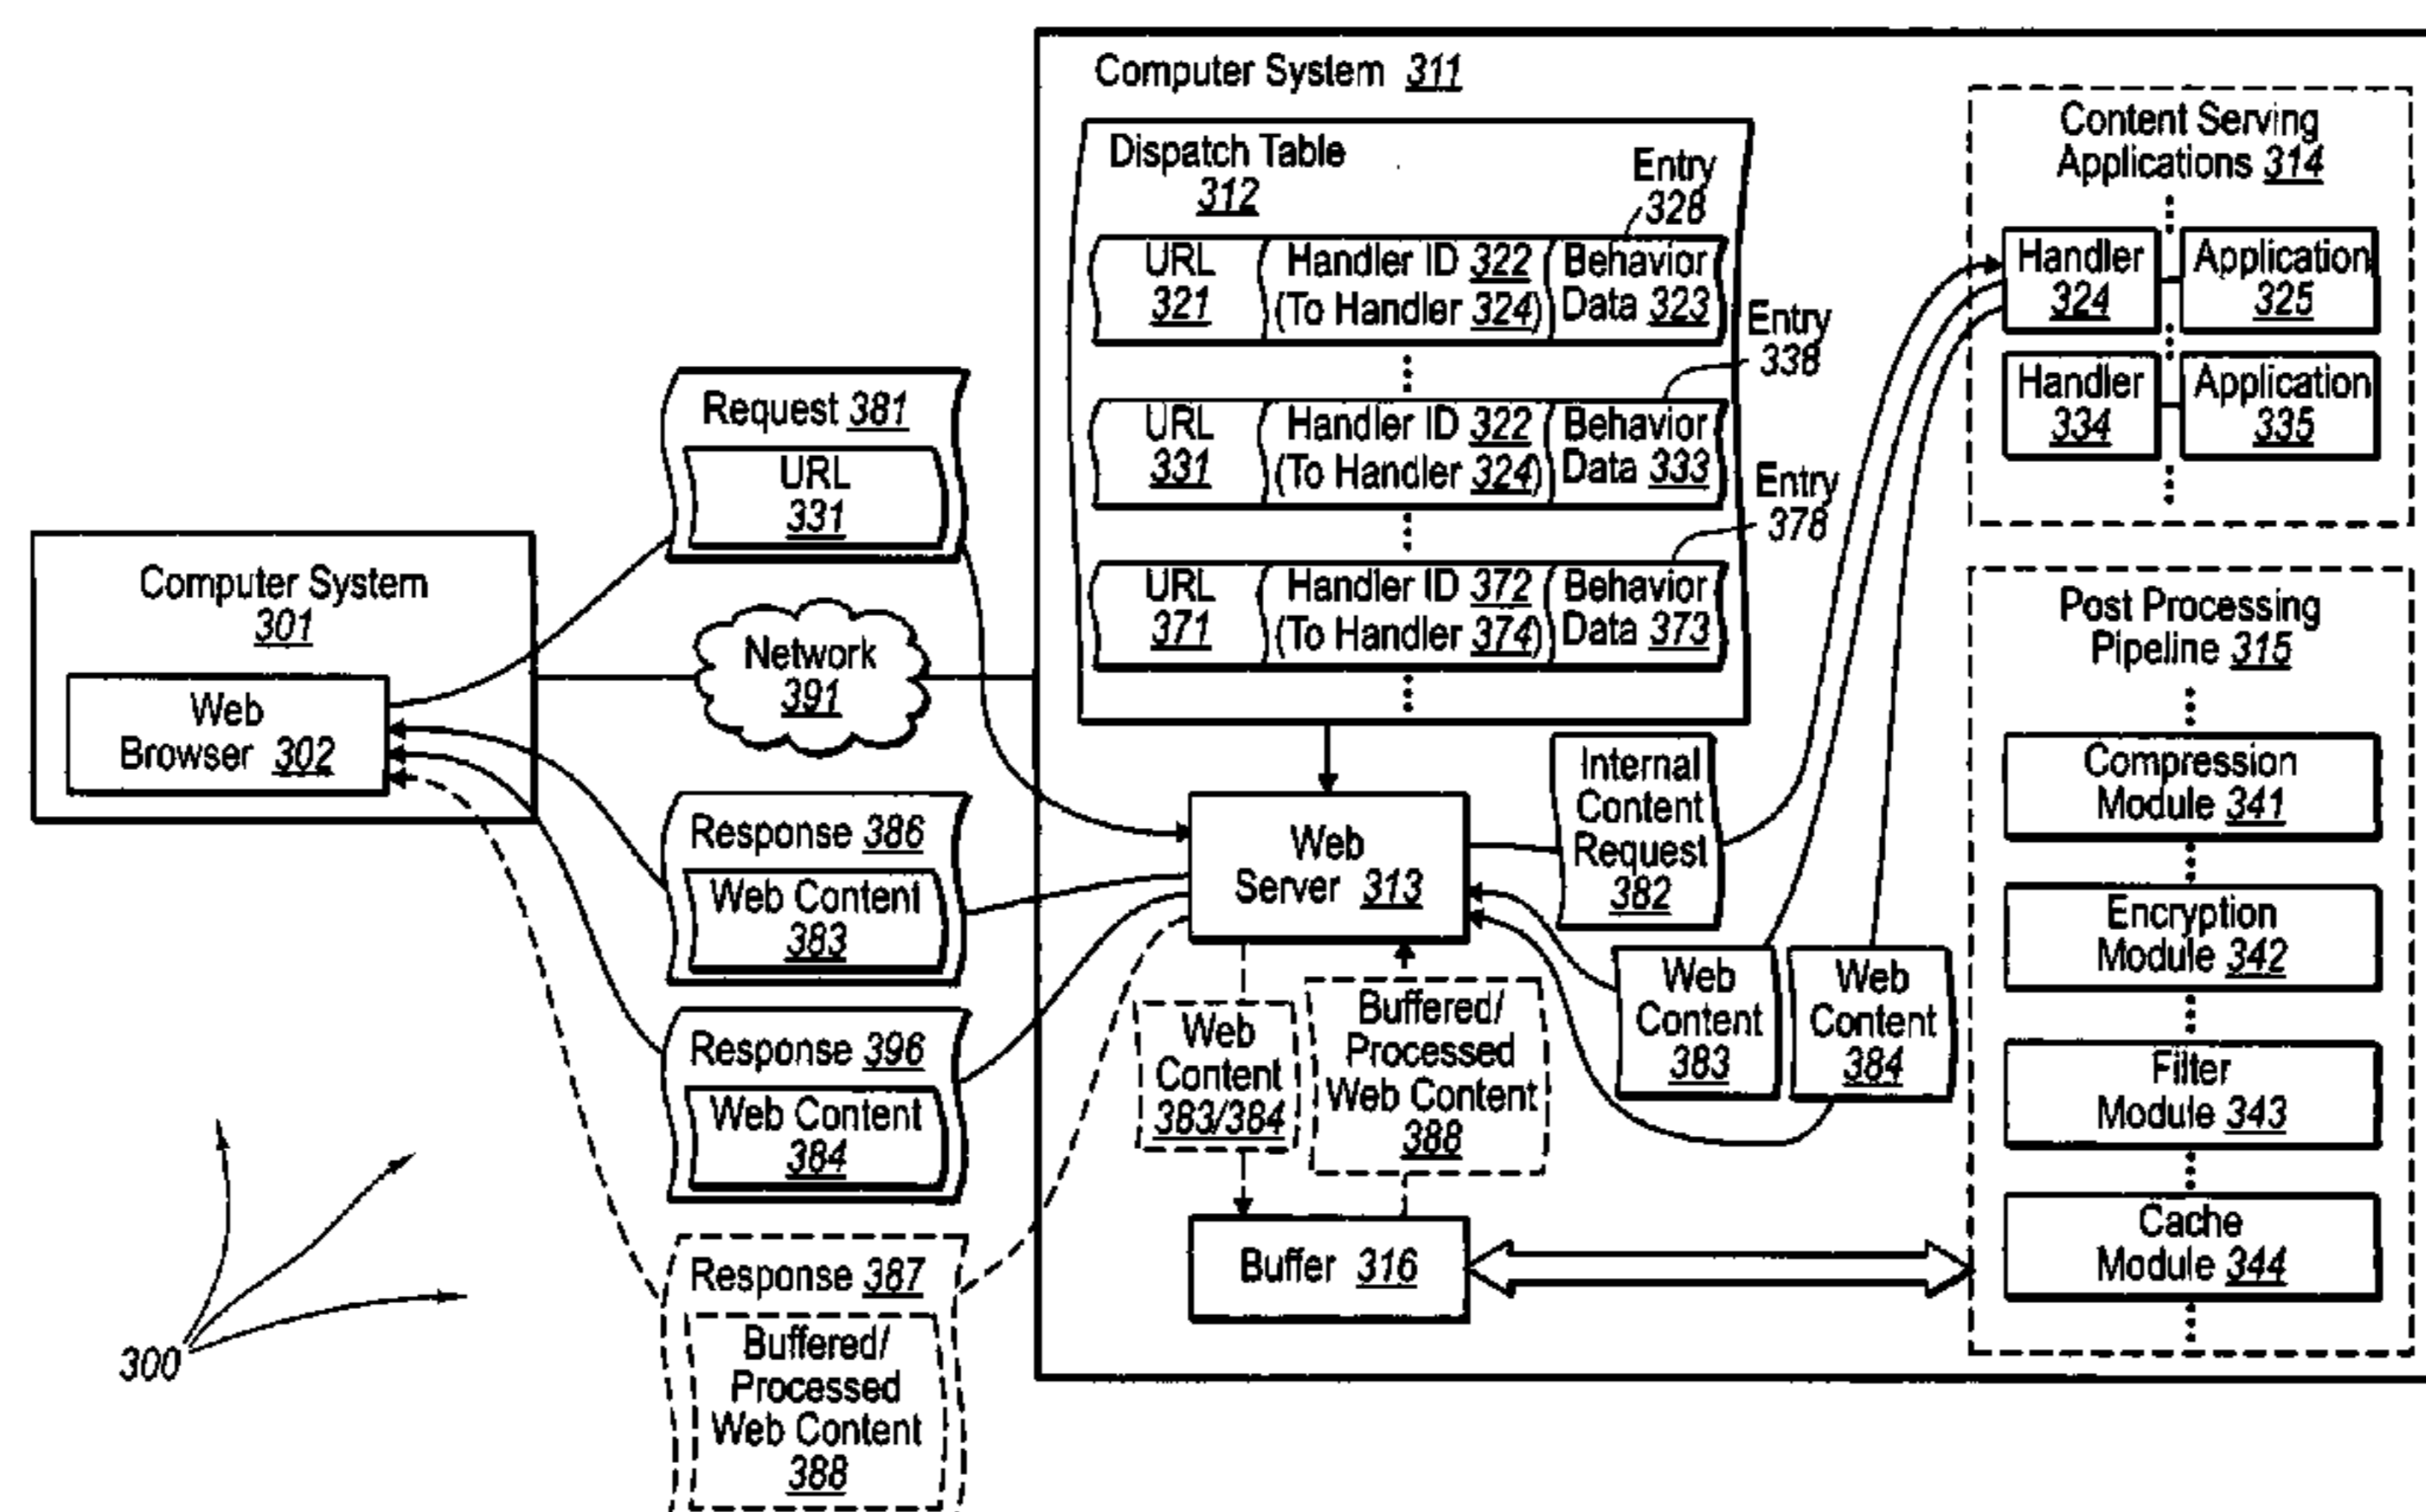 Computer System
301
Web
Browser 302
Request 381
URL
331
Network
391
Response 386
Web Content
383
Response 396
Web Content
384
Response 387
Buffered/
Processed
Web Content
388
300
Computer System 311
Dispatch Table
312
Entry
328
URL
321
Handler ID 322
(To Handler 324)
Behavior
Data 323
Entry
338
URL
331
Handler ID 322
(To Handler 324)
Behavior
Data 333
Entry
378
URL
371
Handler ID 372
(To Handler 374)
Behavior
Data 373
Web
Server 313
Internal
Content
Request
382
Web
Content
383/384
Buffered/
Processed
Web Content
388
Web
Content
383
Web
Content
384
Buffer 316
Content Serving
Applications 314
Handler
324
Application
325
Handler
334
Application
335
Post Processing
Pipeline 315
Compression
Module 341
Encryption
Module 342
Filter
Module 343
Cache
Module 344